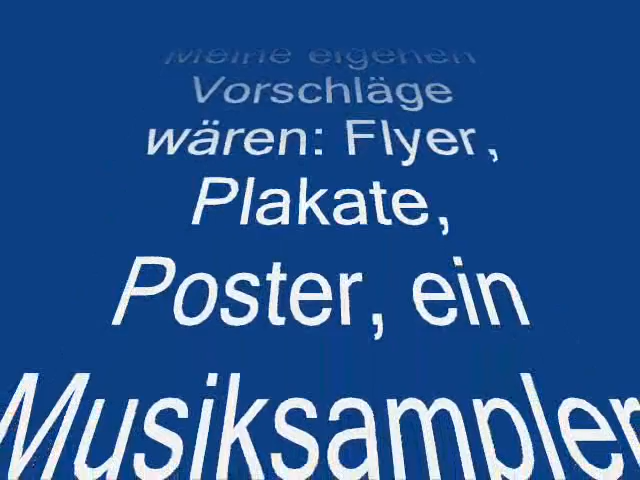 Meine eigenen
Vorschläge
wären: Flyer,
Plakate,
Poster, ein
Musiksampler